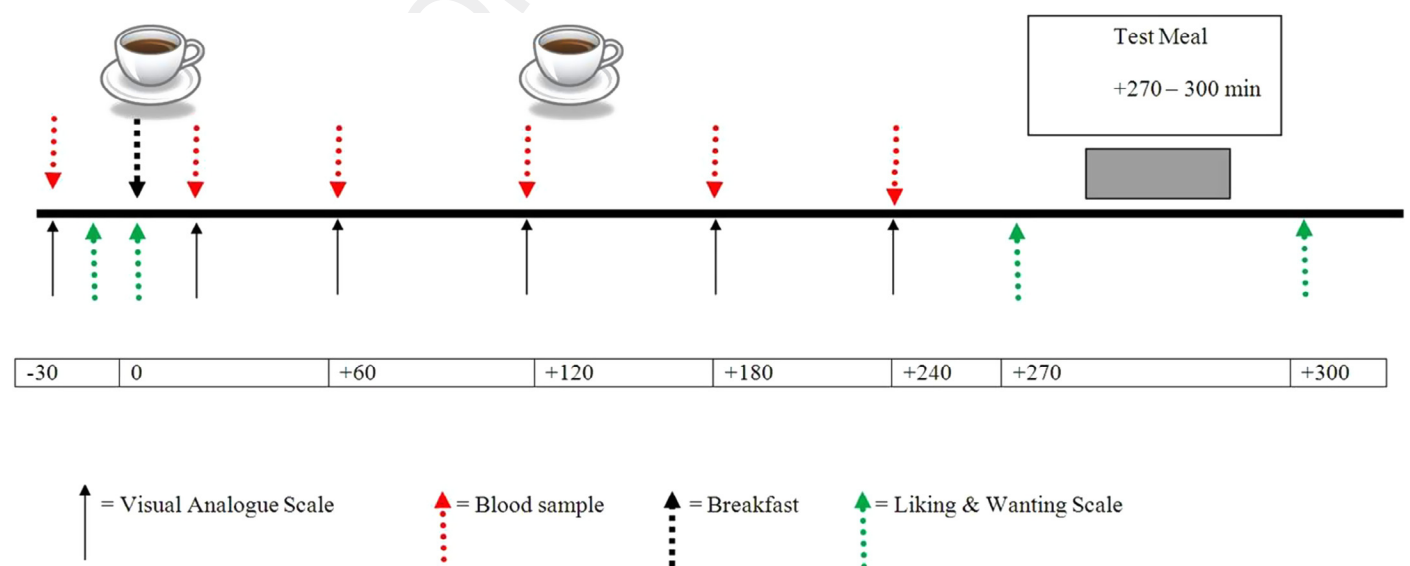 Test Meal
+270 – 300 min
-30 0 +60 +120 +180 +240 +270 +300
= Visual Analogue Scale = Blood sample = Breakfast = Liking & Wanting Scale